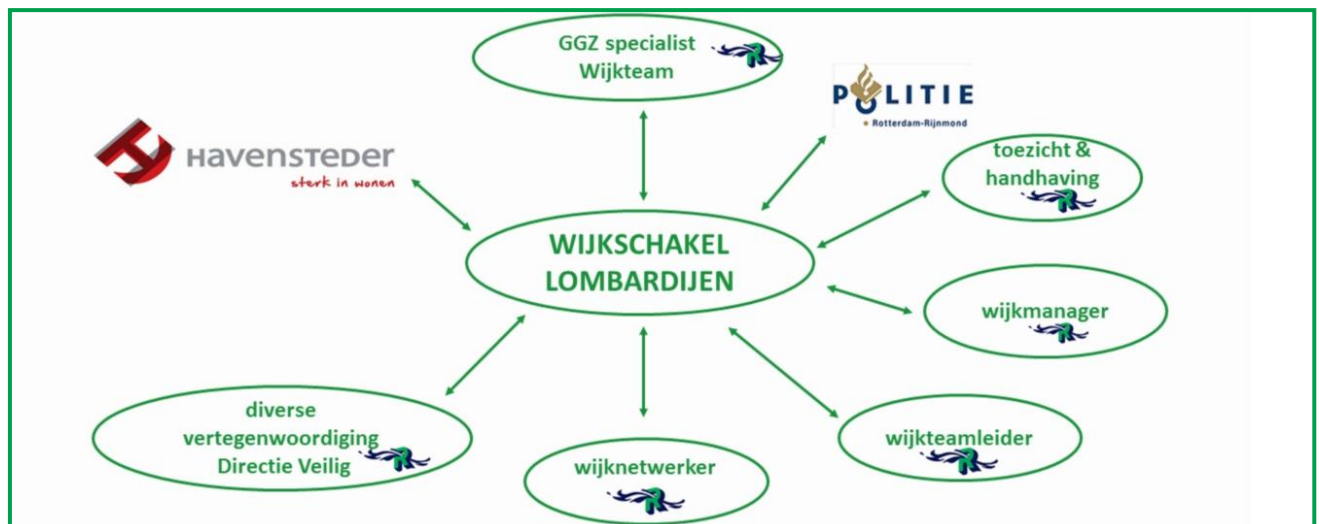 GGZ specialist
Wijkteam
POLITIE
Rotterdam-Rijnmond
HAVENSTEDER
sterk in wonen
toezicht &
handhaving
WIJKSCHAKEL
LOMBARDIJEN
wijkmanager
diverse
vertegenwoordiging
Directie Veilig
wijknetwerker
wijkteamleider